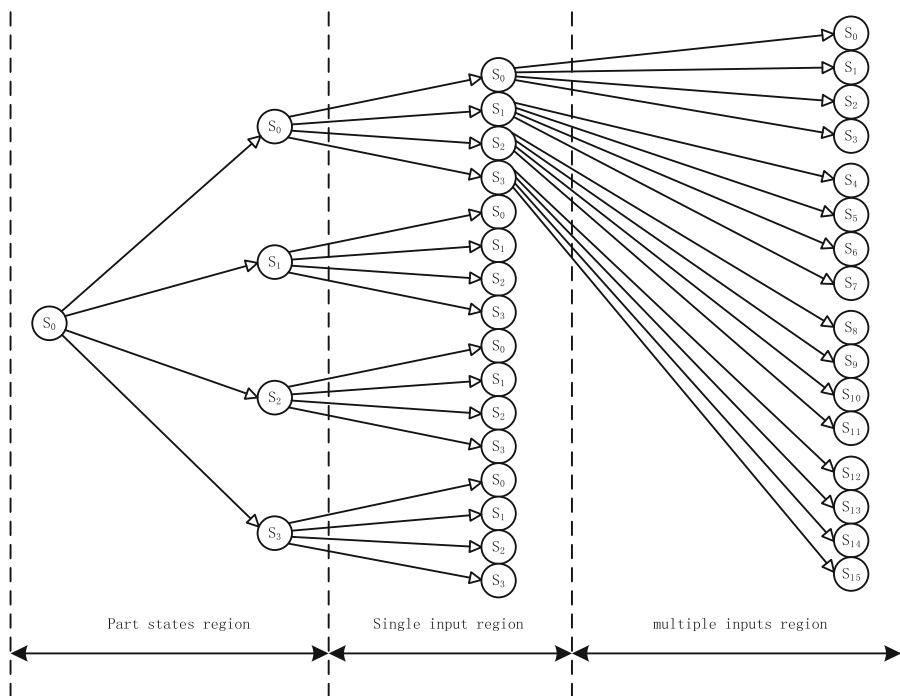 S₀
S₀
S₁
S₂
S₃
S₀
S₁
S₂
S₃
S₀
S₁
S₂
S₃
S₀
S₁
S₂
S₃
S₀
S₁
S₂
S₃
S₀
S₁
S₂
S₃
S₄
S₅
S₆
S₇
S₈
S₉
S₁₀
S₁₁
S₁₂
S₁₃
S₁₄
S₁₅
Part states region
Single input region
multiple inputs region